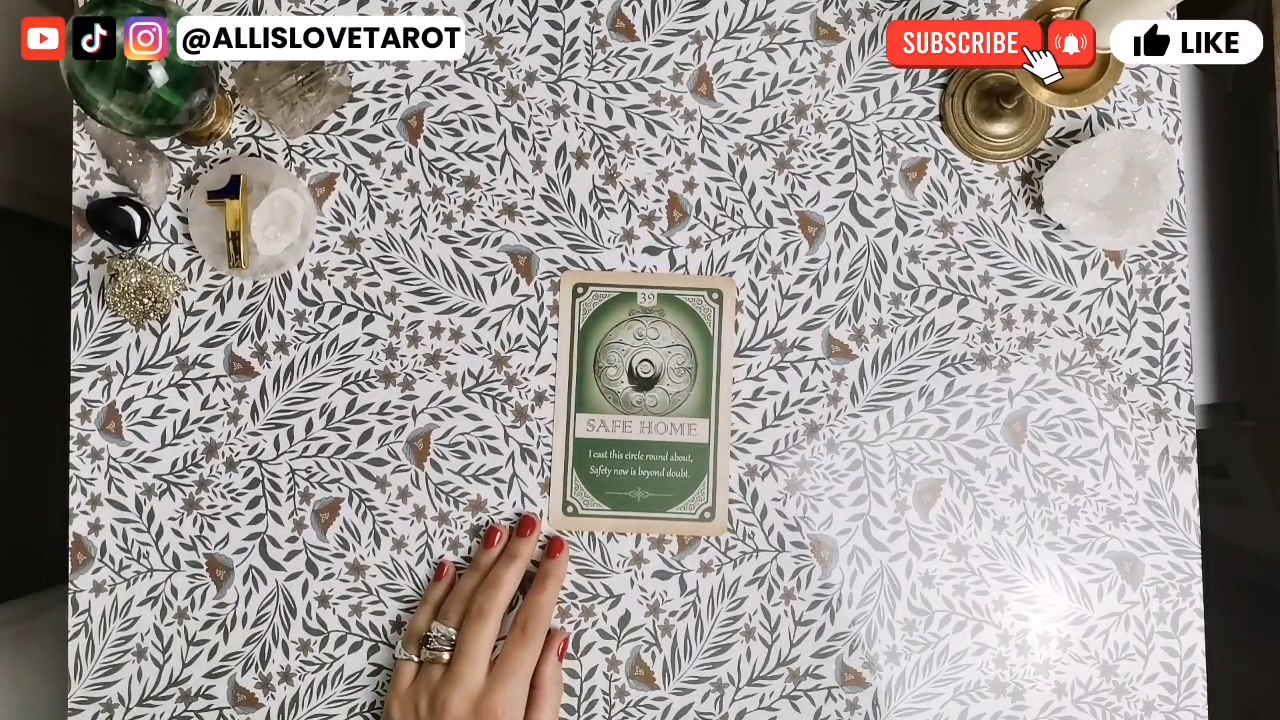 @ALLISLOVETAROT
SUBSCRIBE
LIKE
1
39
SAFE HOME
I cast this circle round about,
Safety now is beyond doubt.